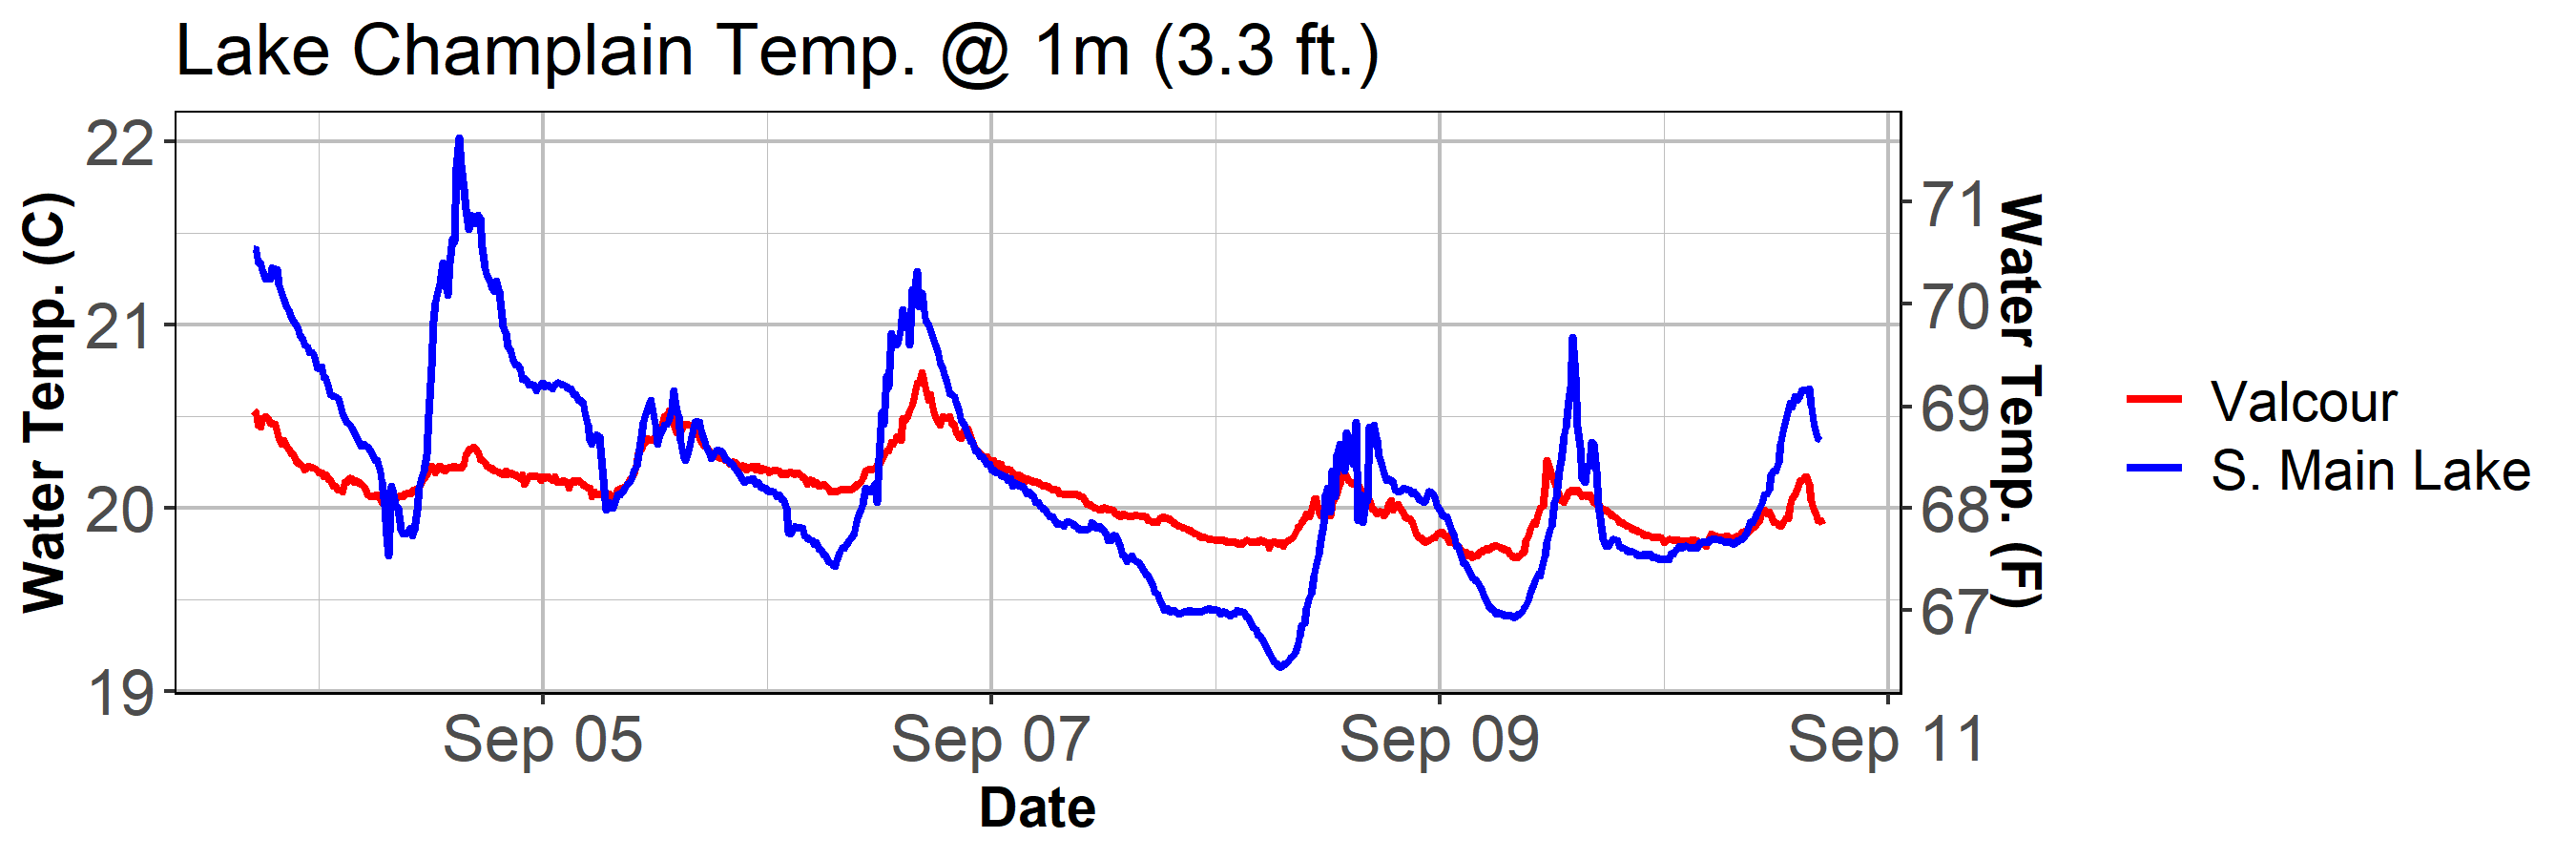 Lake Champlain Temp. @ 1m (3.3 ft.)
Water Temp. (C)
22
21
20
19
71
70
69
68
67
Water Temp. (F)
Sep 05
Sep 07
Sep 09
Sep 11
Date
Valcour
S. Main Lake